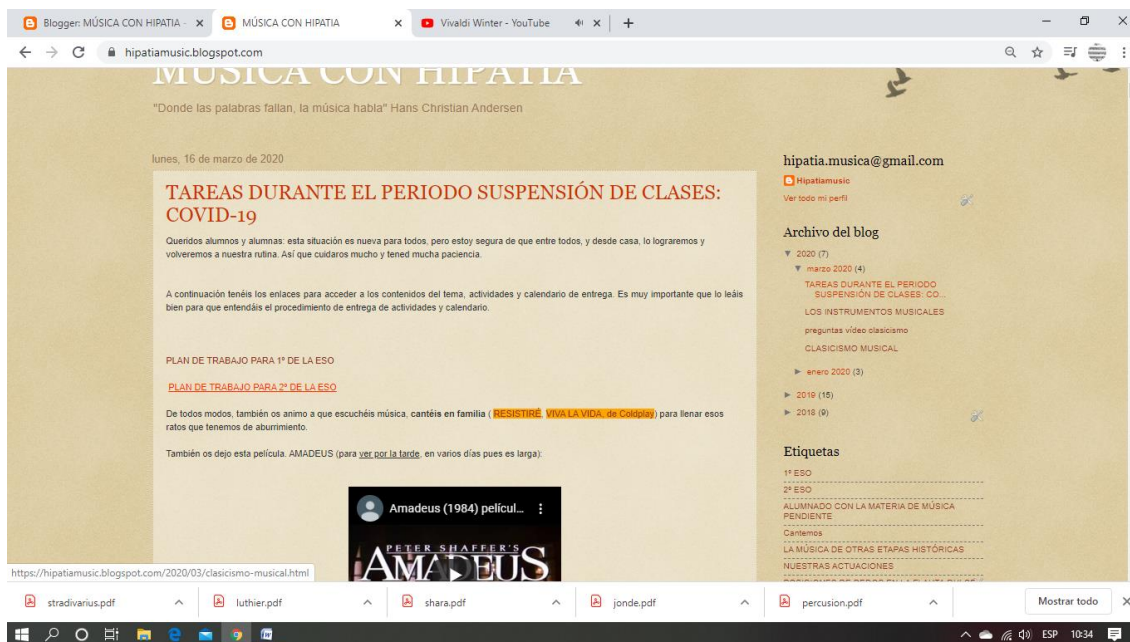 Blogger: MÚSICA CON HIPATIA -
MÚSICA CON HIPATIA
Vivaldi Winter - YouTube
hipatiamusic.blogspot.com
MÚSICA CON HIPATIA
"Donde las palabras fallan, la música habla" Hans Christian Andersen
lunes, 16 de marzo de 2020
TAREAS DURANTE EL PERIODO SUSPENSIÓN DE CLASES:
COVID-19
Queridos alumnos y alumnas: esta situación es nueva para todos, pero estoy segura de que entre todos, y desde casa, lo lograremos y
volveremos a nuestra rutina. Así que cuidaros mucho y tened mucha paciencia.
A continuación tenéis los enlaces para acceder a los contenidos del tema, actividades y calendario de entrega. Es muy importante que lo leáis
bien para que entendáis el procedimiento de entrega de actividades y calendario.
PLAN DE TRABAJO PARA 1º DE LA ESO
PLAN DE TRABAJO PARA 2º DE LA ESO
De todos modos, también os animo a que escuchéis música, cantéis en familia ( RESISTIRÉ, VIVA LA VIDA, de Coldplay) para llenar esos
ratos que tenemos de aburrimiento.
También os dejo esta película. AMADEUS (para ver por la tarde, en varios días pues es larga):
Amadeus (1984) películ...
PETER SHAFFER'S
AMADEUS
hipatia.musica@gmail.com
Hipatiamusic
Ver todo mi perfil
Archivo del blog
▼ 2020 (7)
▼ marzo 2020 (4)
TAREAS DURANTE EL PERIODO
SUSPENSIÓN DE CLASES: CO...
LOS INSTRUMENTOS MUSICALES
preguntas vídeo clasicismo
CLASICISMO MUSICAL
► enero 2020 (3)
► 2019 (15)
► 2018 (9)
Etiquetas
1º ESO
2º ESO
ALUMNADO CON LA MATERIA DE MÚSICA
PENDIENTE
Cantemos
LA MÚSICA DE OTRAS ETAPAS HISTÓRICAS
NUESTRAS ACTUACIONES
https://hipatiamusic.blogspot.com/2020/03/clasicismo-musical.html
stradivarius.pdf
luthier.pdf
shara.pdf
jonde.pdf
percusion.pdf
Mostrar todo
ESP
10:34